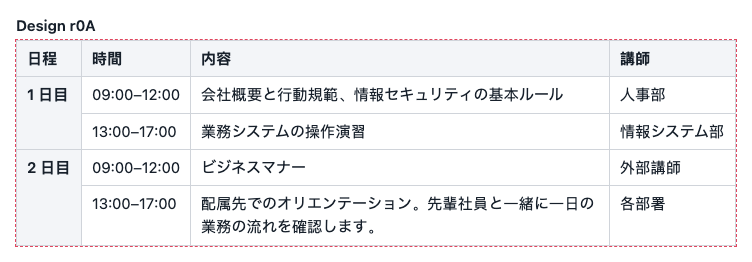 Design r0A
日程 時間 内容 講師
1 日目 09:00–12:00 会社概要と行動規範、情報セキュリティの基本ルール 人事部
13:00–17:00 業務システムの操作演習 情報システム部
2 日目 09:00–12:00 ビジネスマナー 外部講師
13:00–17:00 配属先でのオリエンテーション。先輩社員と一緒に一日の 各部署
業務の流れを確認します。